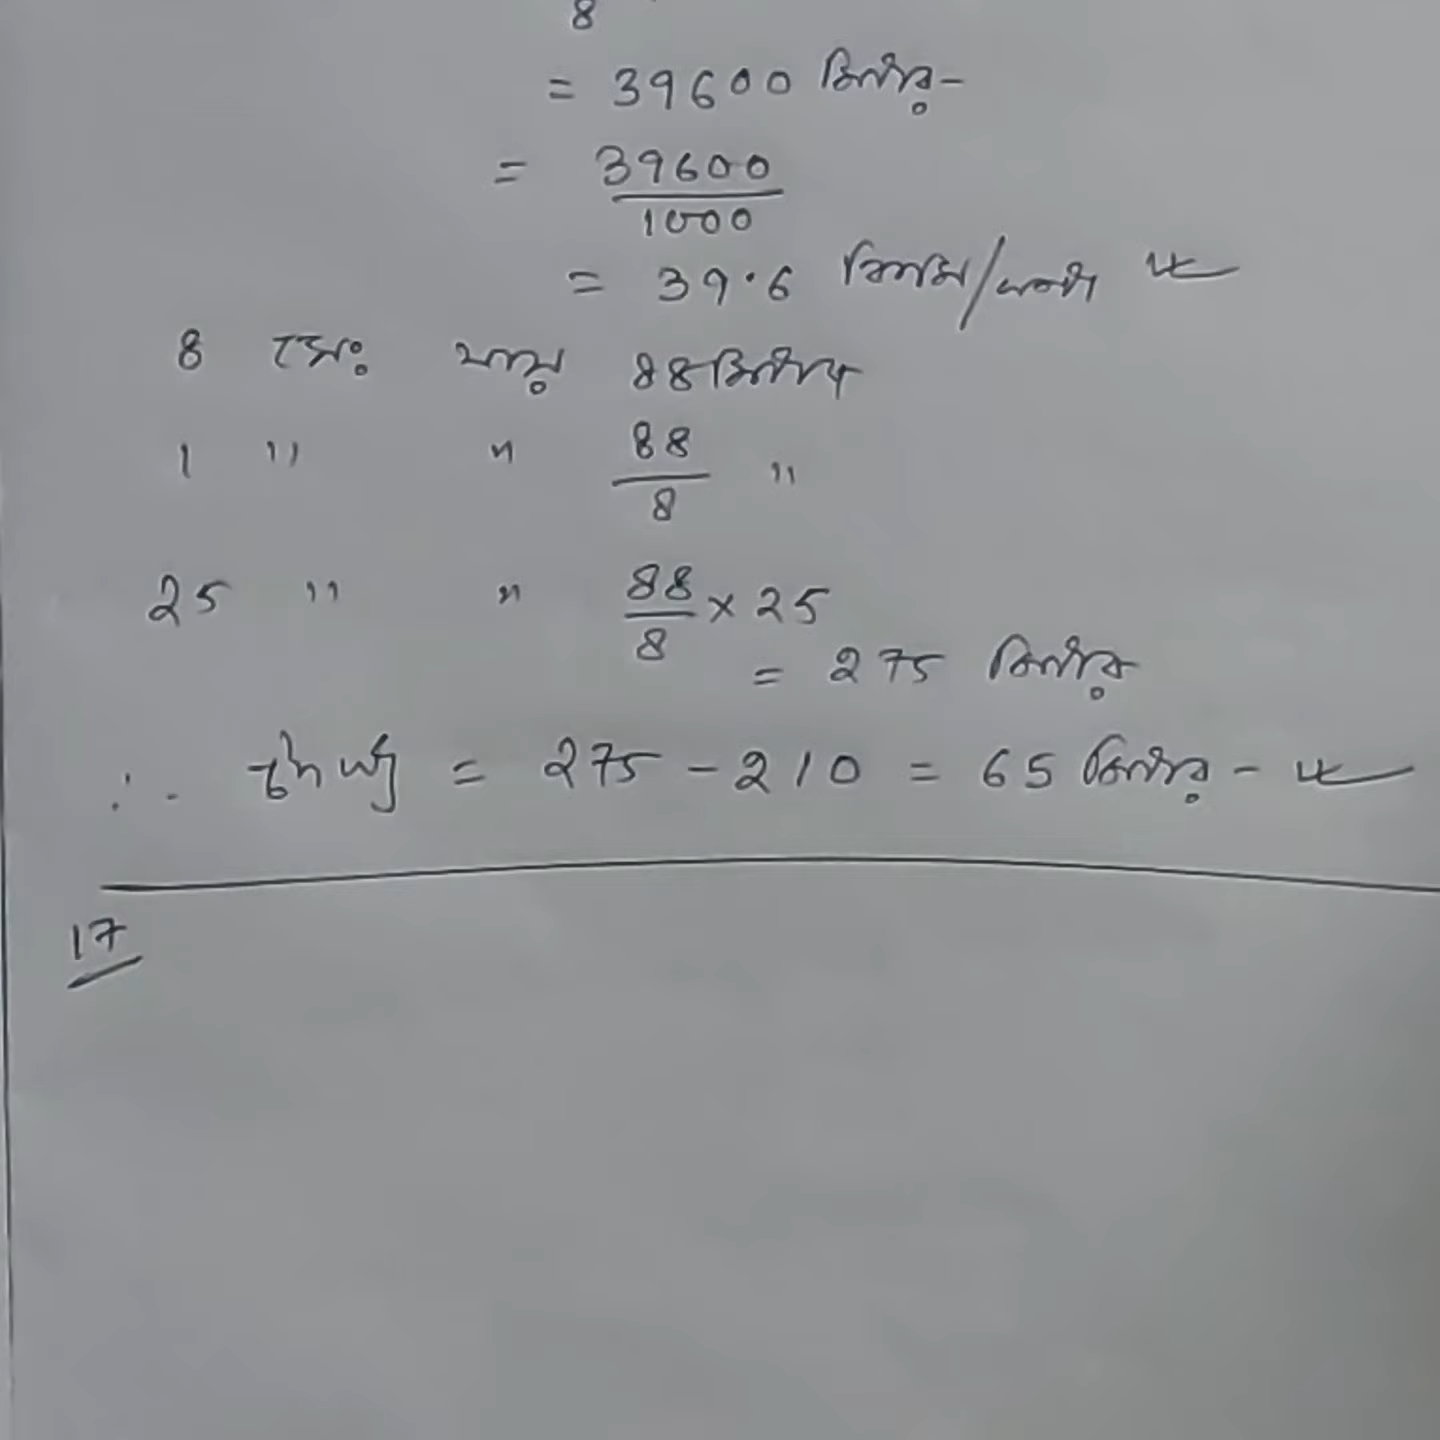 8
= 39600 মিটার -
= 39600
1000
= 39.6 কিমি/ঘন্টা
8 সেঃ যায় 88 মিটার
1 " " 88/8 "
25 " " 88/8 × 25
= 275 মিটার
∴ দৈর্ঘ্য = 275 - 210 = 65 মিটার -
17